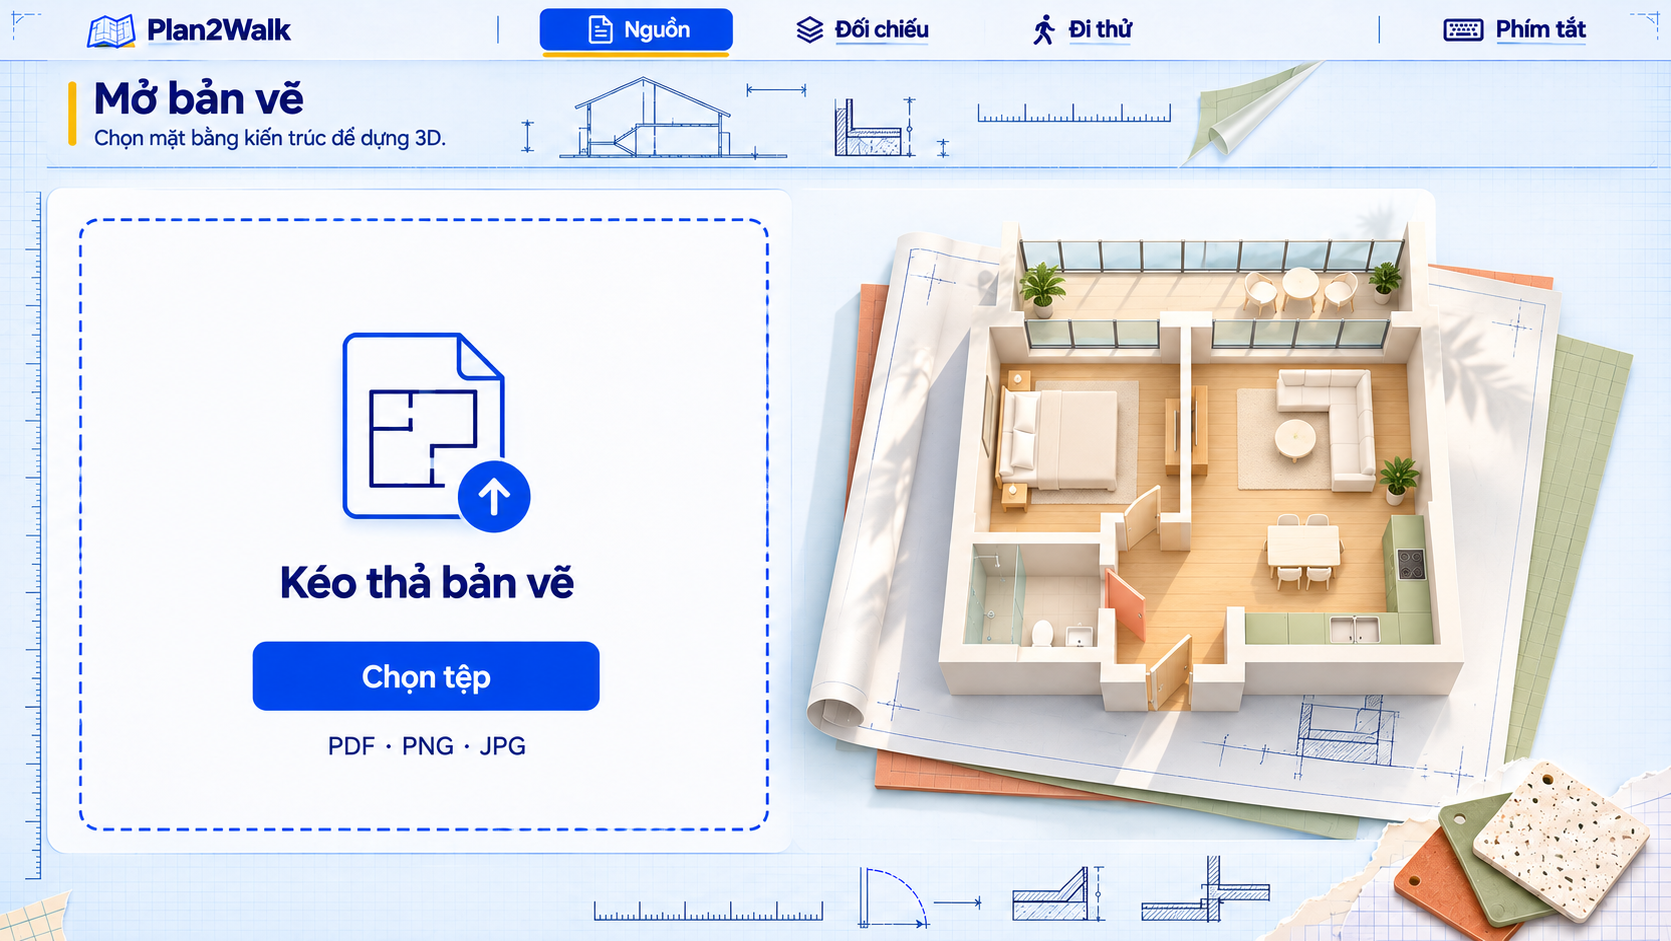 Plan2Walk
Nguồn
Đối chiếu
Đi thử
Phím tắt
Mở bản vẽ
Chọn mặt bằng kiến trúc để dựng 3D.
Kéo thả bản vẽ
Chọn tệp
PDF · PNG · JPG